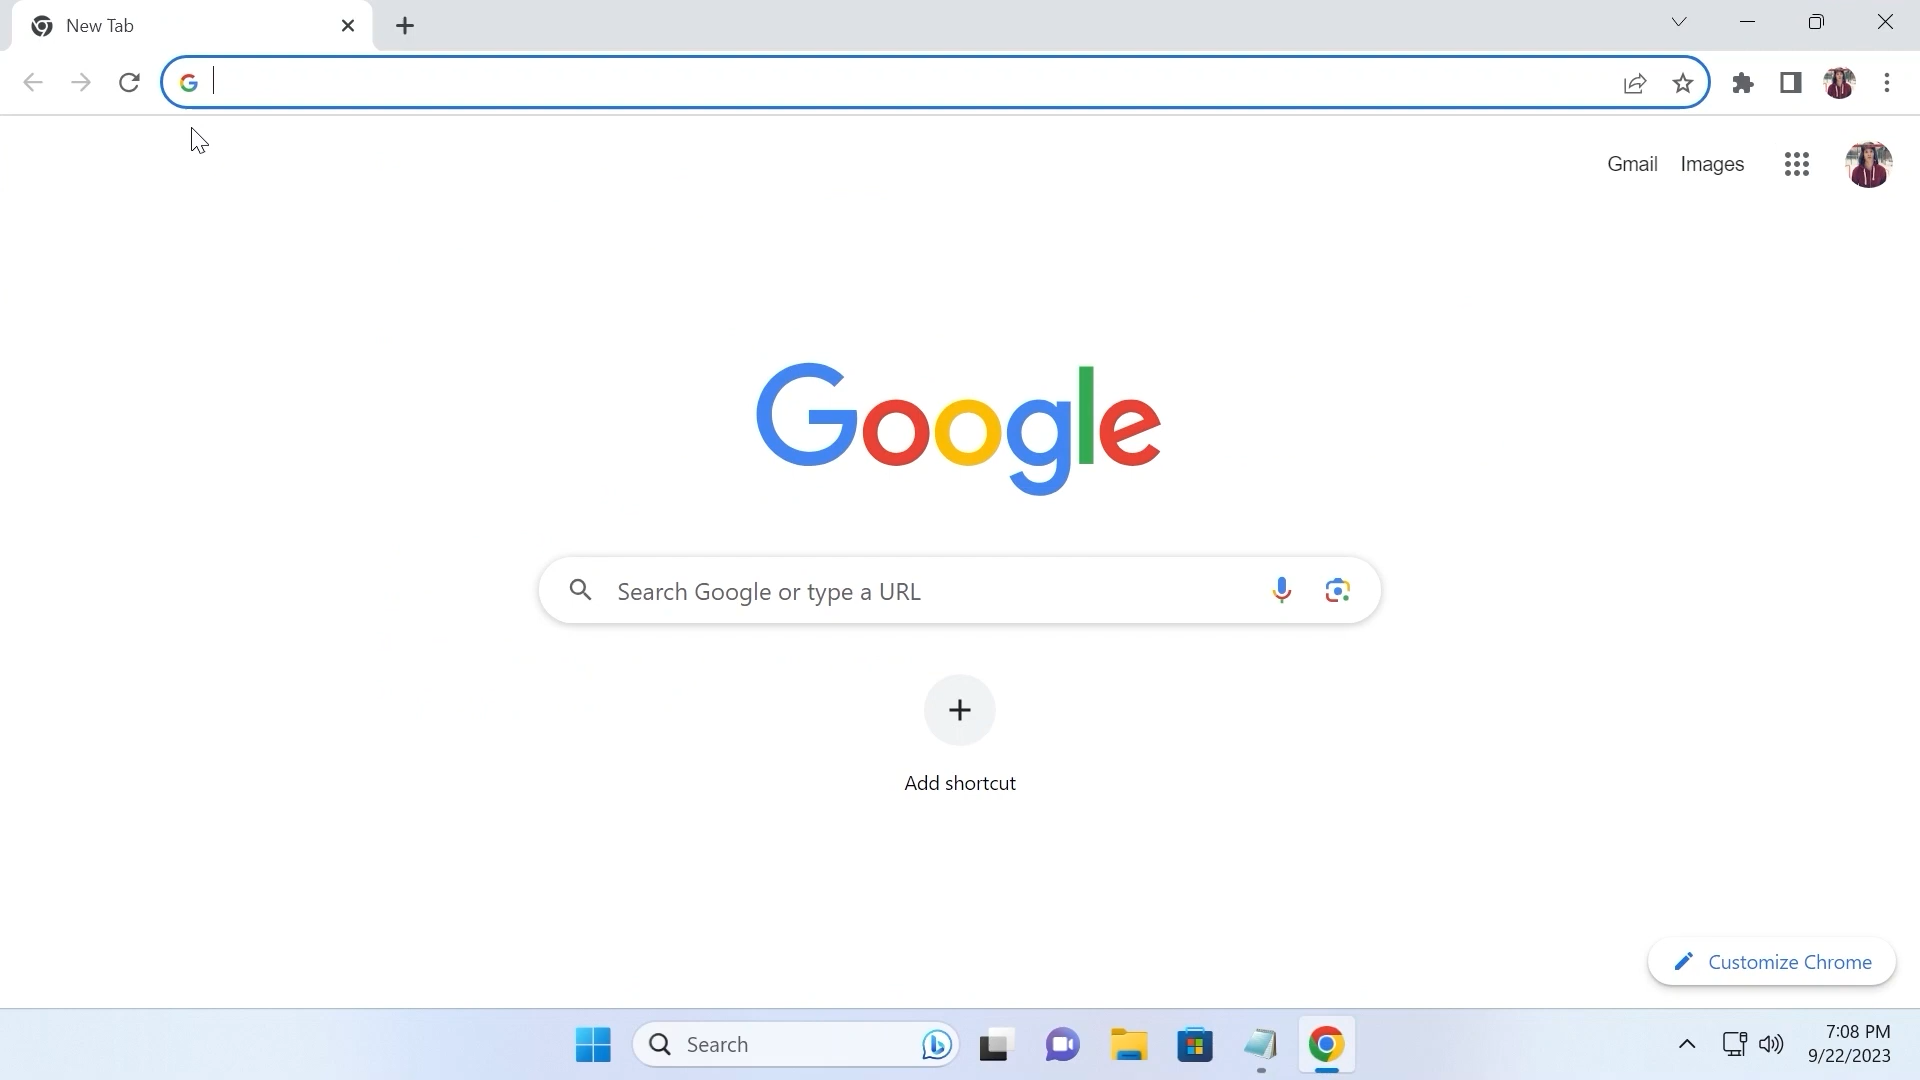 New Tab
Gmail Images
Google
Search Google or type a URL
Add shortcut
Customize Chrome
Search
7:08 PM
9/22/2023